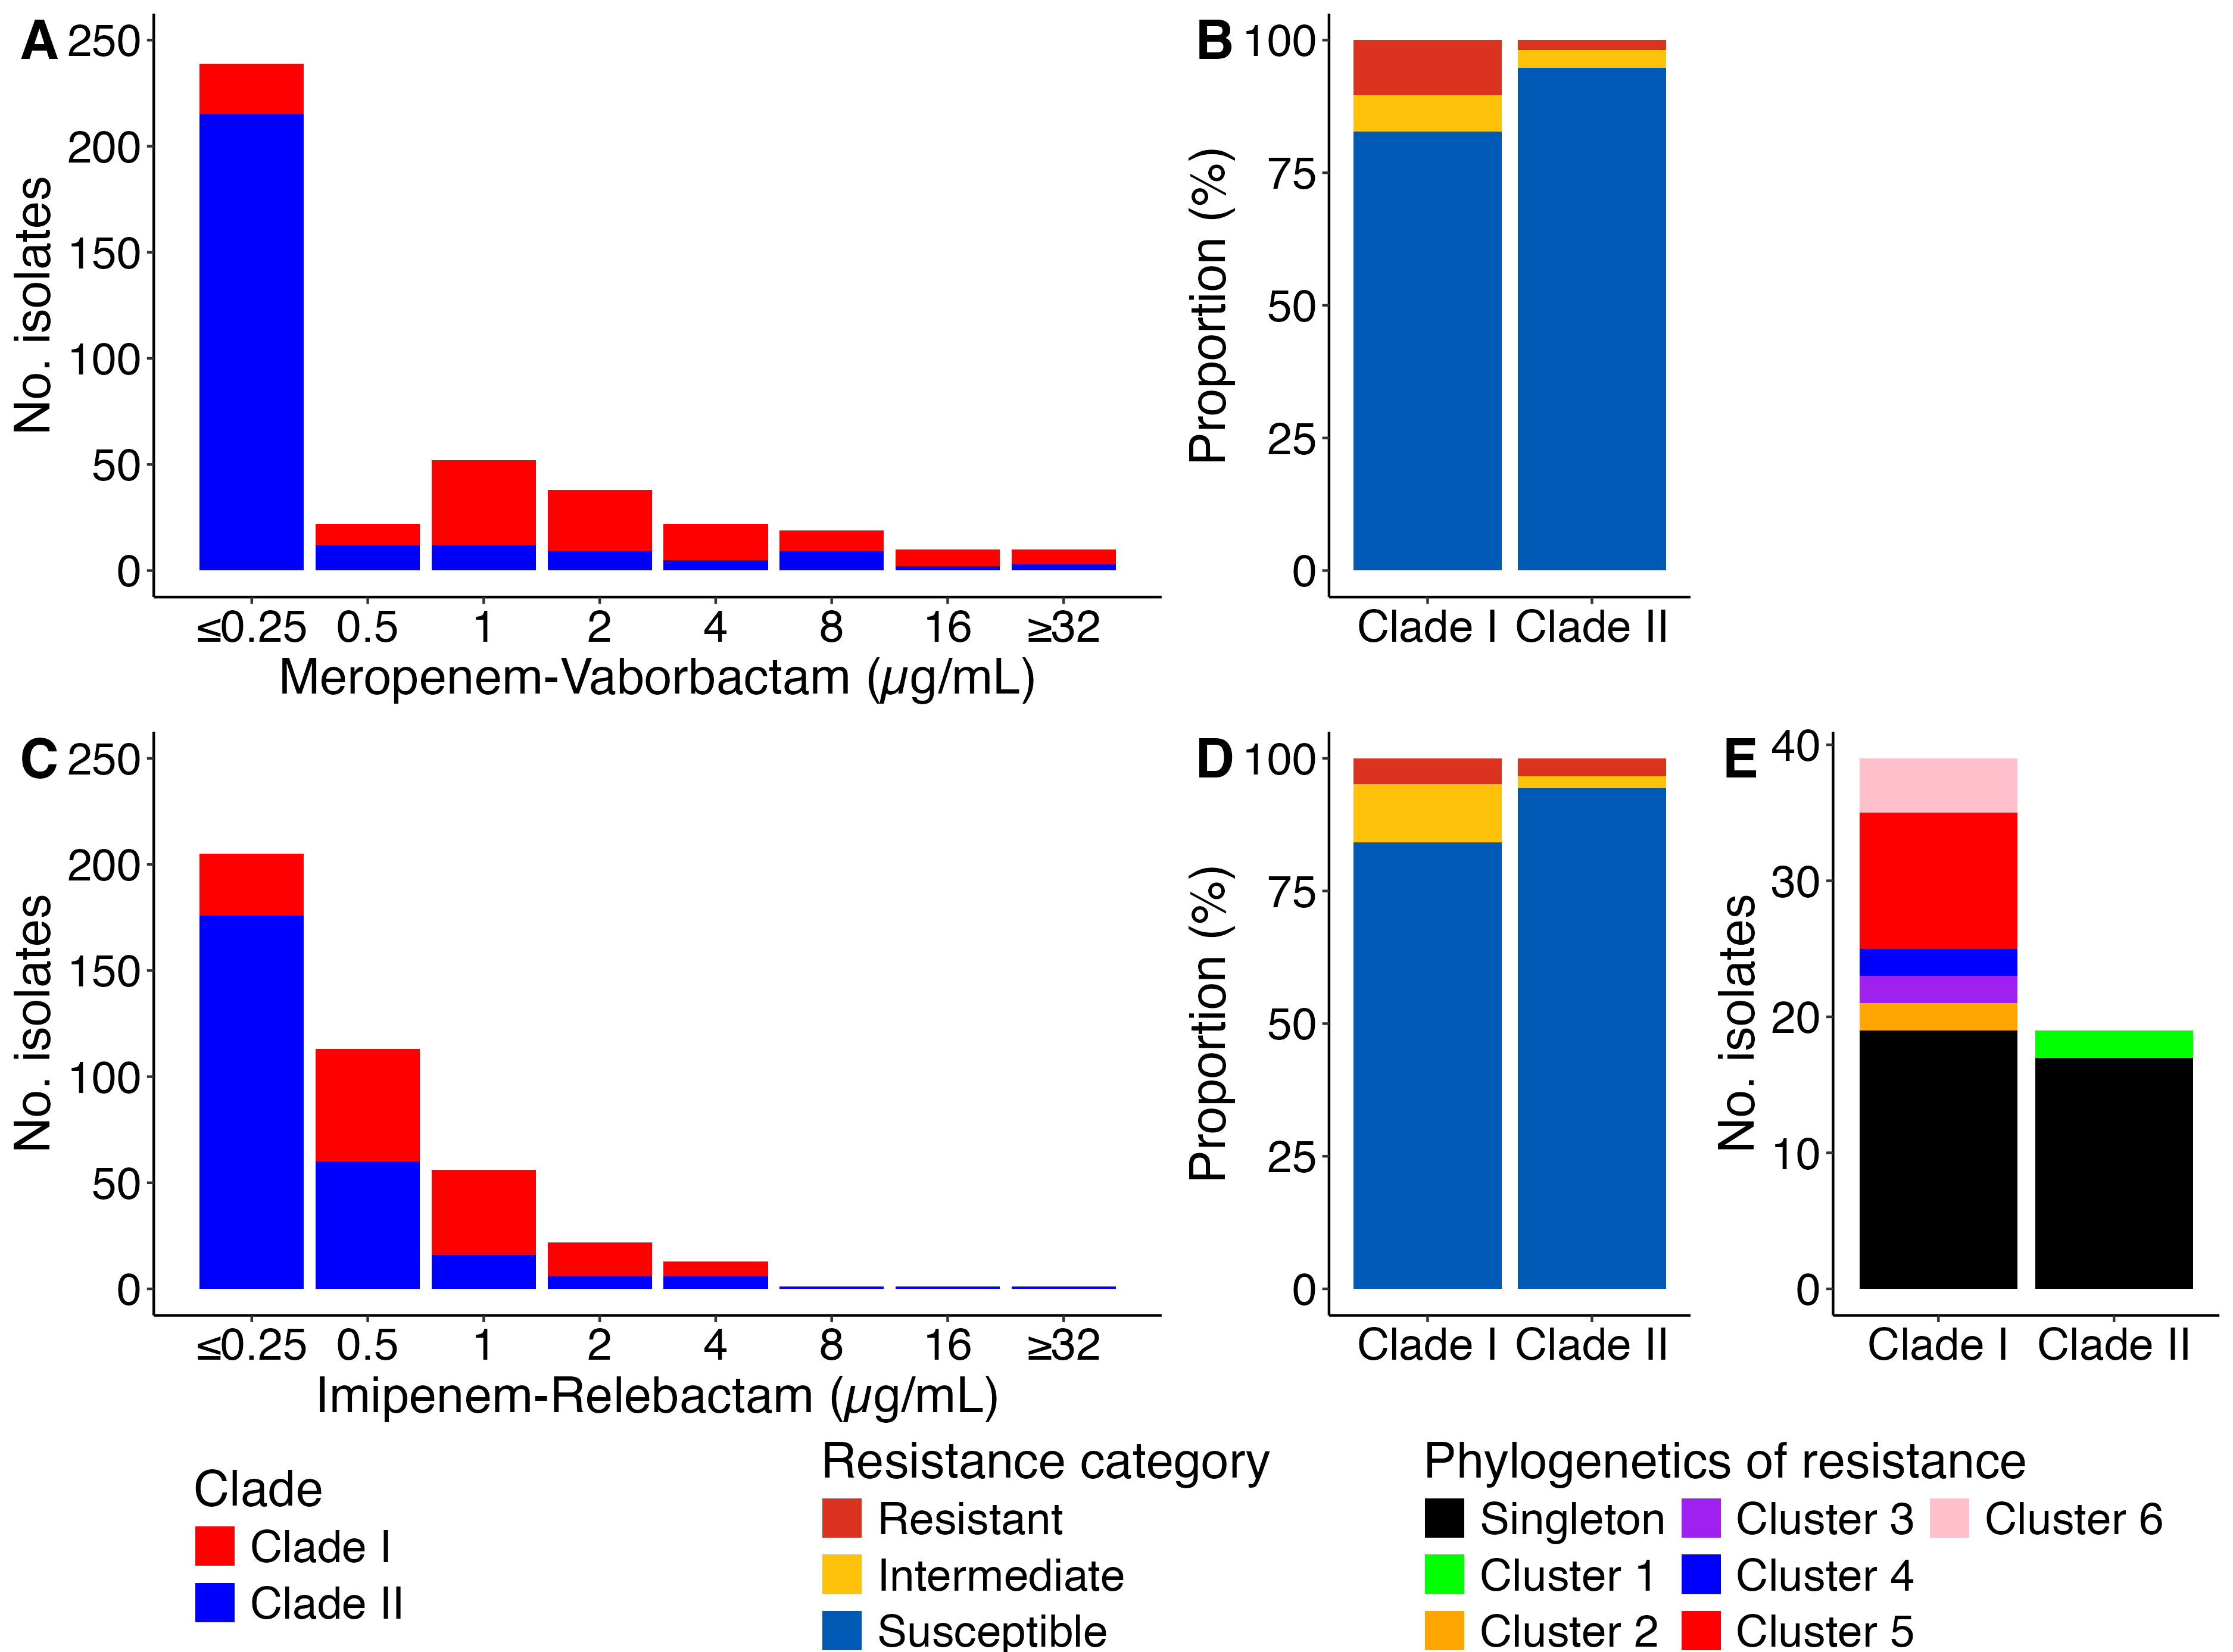 A
250
200
150
100
50
0
No. isolates
≤0.25 0.5 1 2 4 8 16 ≥32
Meropenem-Vaborbactam (µg/mL)
B
100
75
50
25
0
Proportion (%)
Clade I Clade II
C
250
200
150
100
50
0
No. isolates
≤0.25 0.5 1 2 4 8 16 ≥32
Imipenem-Relebactam (µg/mL)
D
100
75
50
25
0
Proportion (%)
Clade I Clade II
E
40
30
20
10
0
No. isolates
Clade I Clade II
Clade
Clade I
Clade II
Resistance category
Resistant
Intermediate
Susceptible
Phylogenetics of resistance
Singleton Cluster 3 Cluster 6
Cluster 1 Cluster 4
Cluster 2 Cluster 5